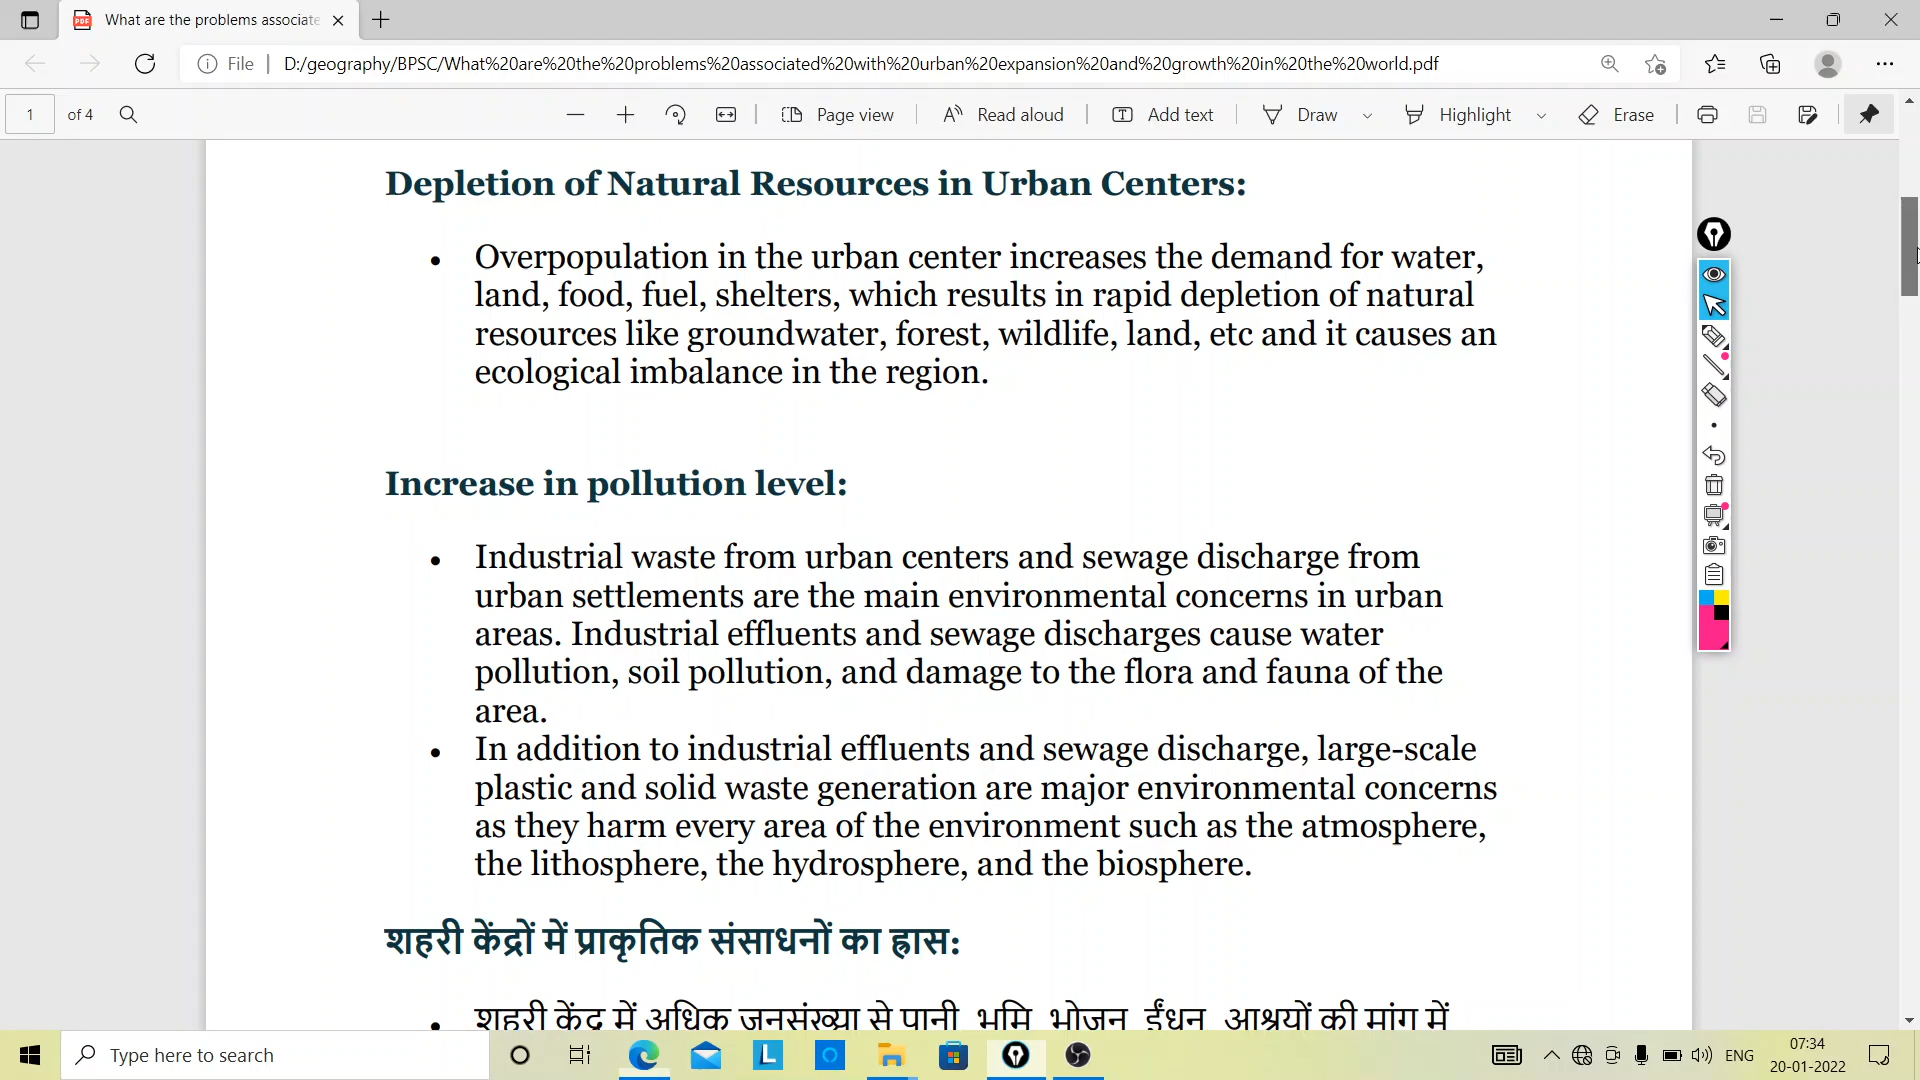 What are the problems associate
File
D:/geography/BPSC/What%20are%20the%20problems%20associated%20with%20urban%20expansion%20and%20growth%20in%20the%20world.pdf
1 of 4
Page view
Read aloud
Add text
Draw
Highlight
Erase
Depletion of Natural Resources in Urban Centers:
• Overpopulation in the urban center increases the demand for water,
land, food, fuel, shelters, which results in rapid depletion of natural
resources like groundwater, forest, wildlife, land, etc and it causes an
ecological imbalance in the region.
Increase in pollution level:
• Industrial waste from urban centers and sewage discharge from
urban settlements are the main environmental concerns in urban
areas. Industrial effluents and sewage discharges cause water
pollution, soil pollution, and damage to the flora and fauna of the
area.
• In addition to industrial effluents and sewage discharge, large-scale
plastic and solid waste generation are major environmental concerns
as they harm every area of the environment such as the atmosphere,
the lithosphere, the hydrosphere, and the biosphere.
शहरी केंद्रों में प्राकृतिक संसाधनों का ह्रास:
• शहरी केंद्र में अधिक जनसंख्या से पानी, भूमि, भोजन, ईंधन, आश्रयों की मांग में
Type here to search
ENG
07:34
20-01-2022